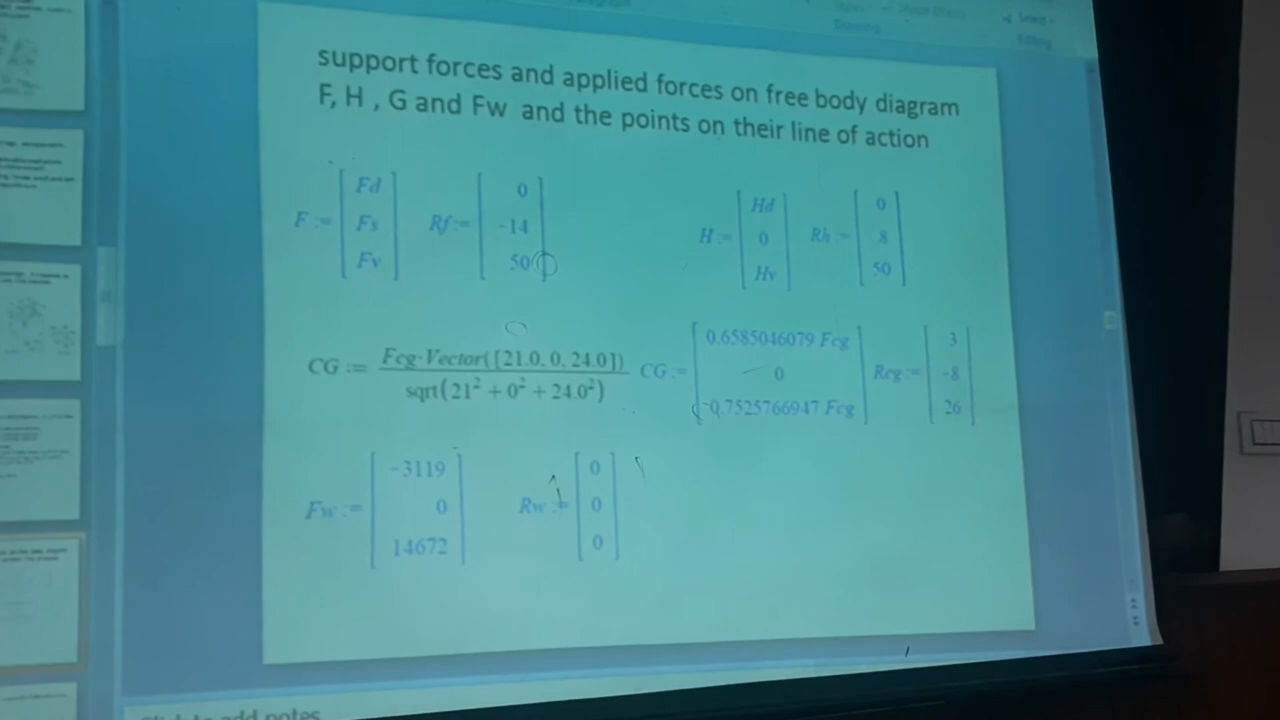 support forces and applied forces on free body diagram
F, H , G and Fw and the points on their line of action
F := [ Fd Fs Fv ] Rf := [ 0 -14 50 ] H := [ Hd 0 Hv ] Rh := [ 0 8 50 ]
CG := Fcg·Vector([21.0, 0, 24.0]) / sqrt(21² + 0² + 24.0²) CG := [ 0.6585046079 Fcg 0 0.7525766947 Fcg ] Rcg := [ 3 -8 26 ]
Fw := [ -3119 0 14672 ] Rw := [ 0 0 0 ]
Click to add notes